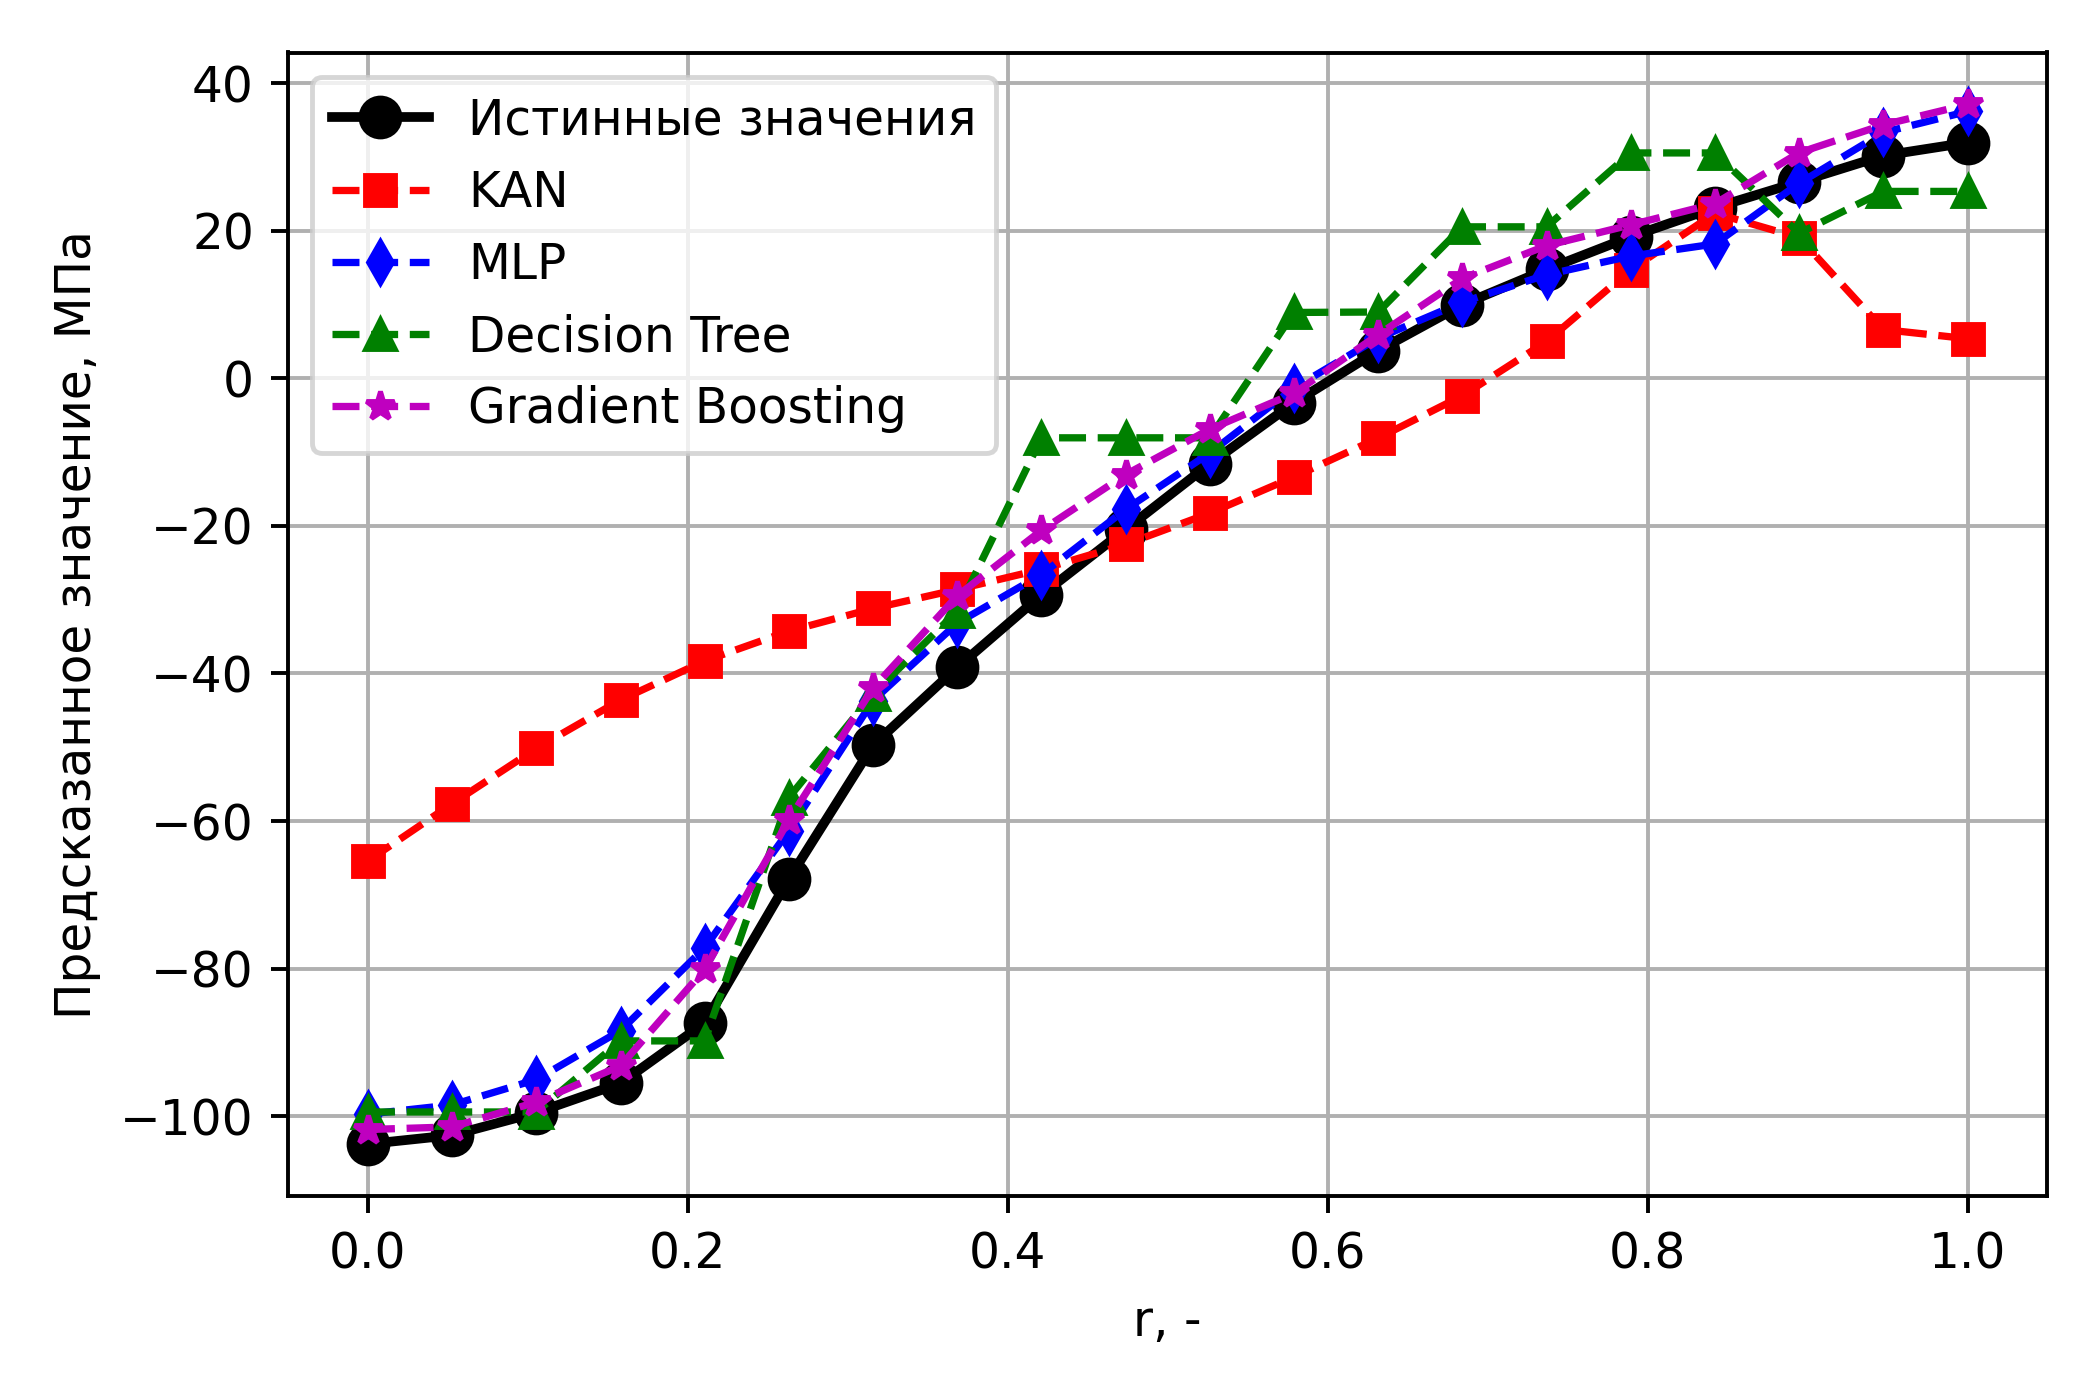 Предсказанное значение, МПа
40
20
0
−20
−40
−60
−80
−100
Истинные значения
KAN
MLP
Decision Tree
Gradient Boosting
0.0 0.2 0.4 0.6 0.8 1.0
r, -